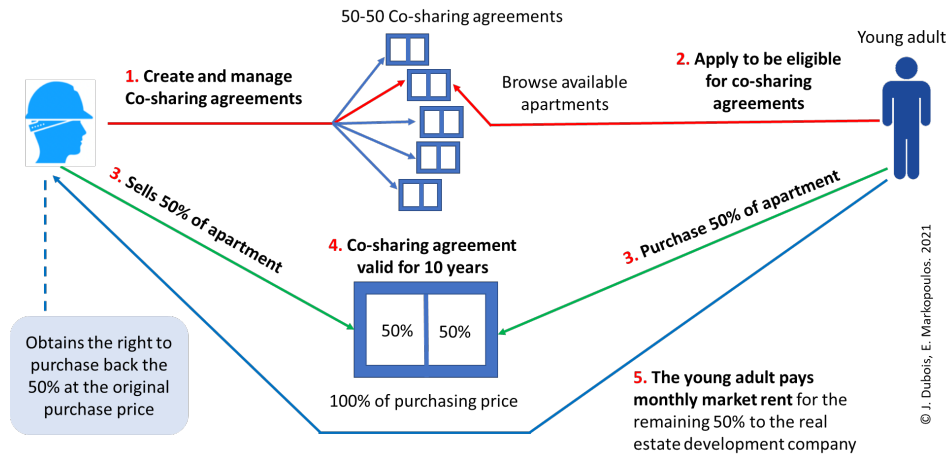 50-50 Co-sharing agreements
Young adult
1. Create and manage
Co-sharing agreements
Browse available
apartments
2. Apply to be eligible
for co-sharing
agreements
3. Sells 50% of apartment
3. Purchase 50% of apartment
4. Co-sharing agreement
valid for 10 years
50%
50%
100% of purchasing price
Obtains the right to
purchase back the
50% at the original
purchase price
5. The young adult pays
monthly market rent for the
remaining 50% to the real
estate development company
© J. Dubois, E. Markopoulos. 2021